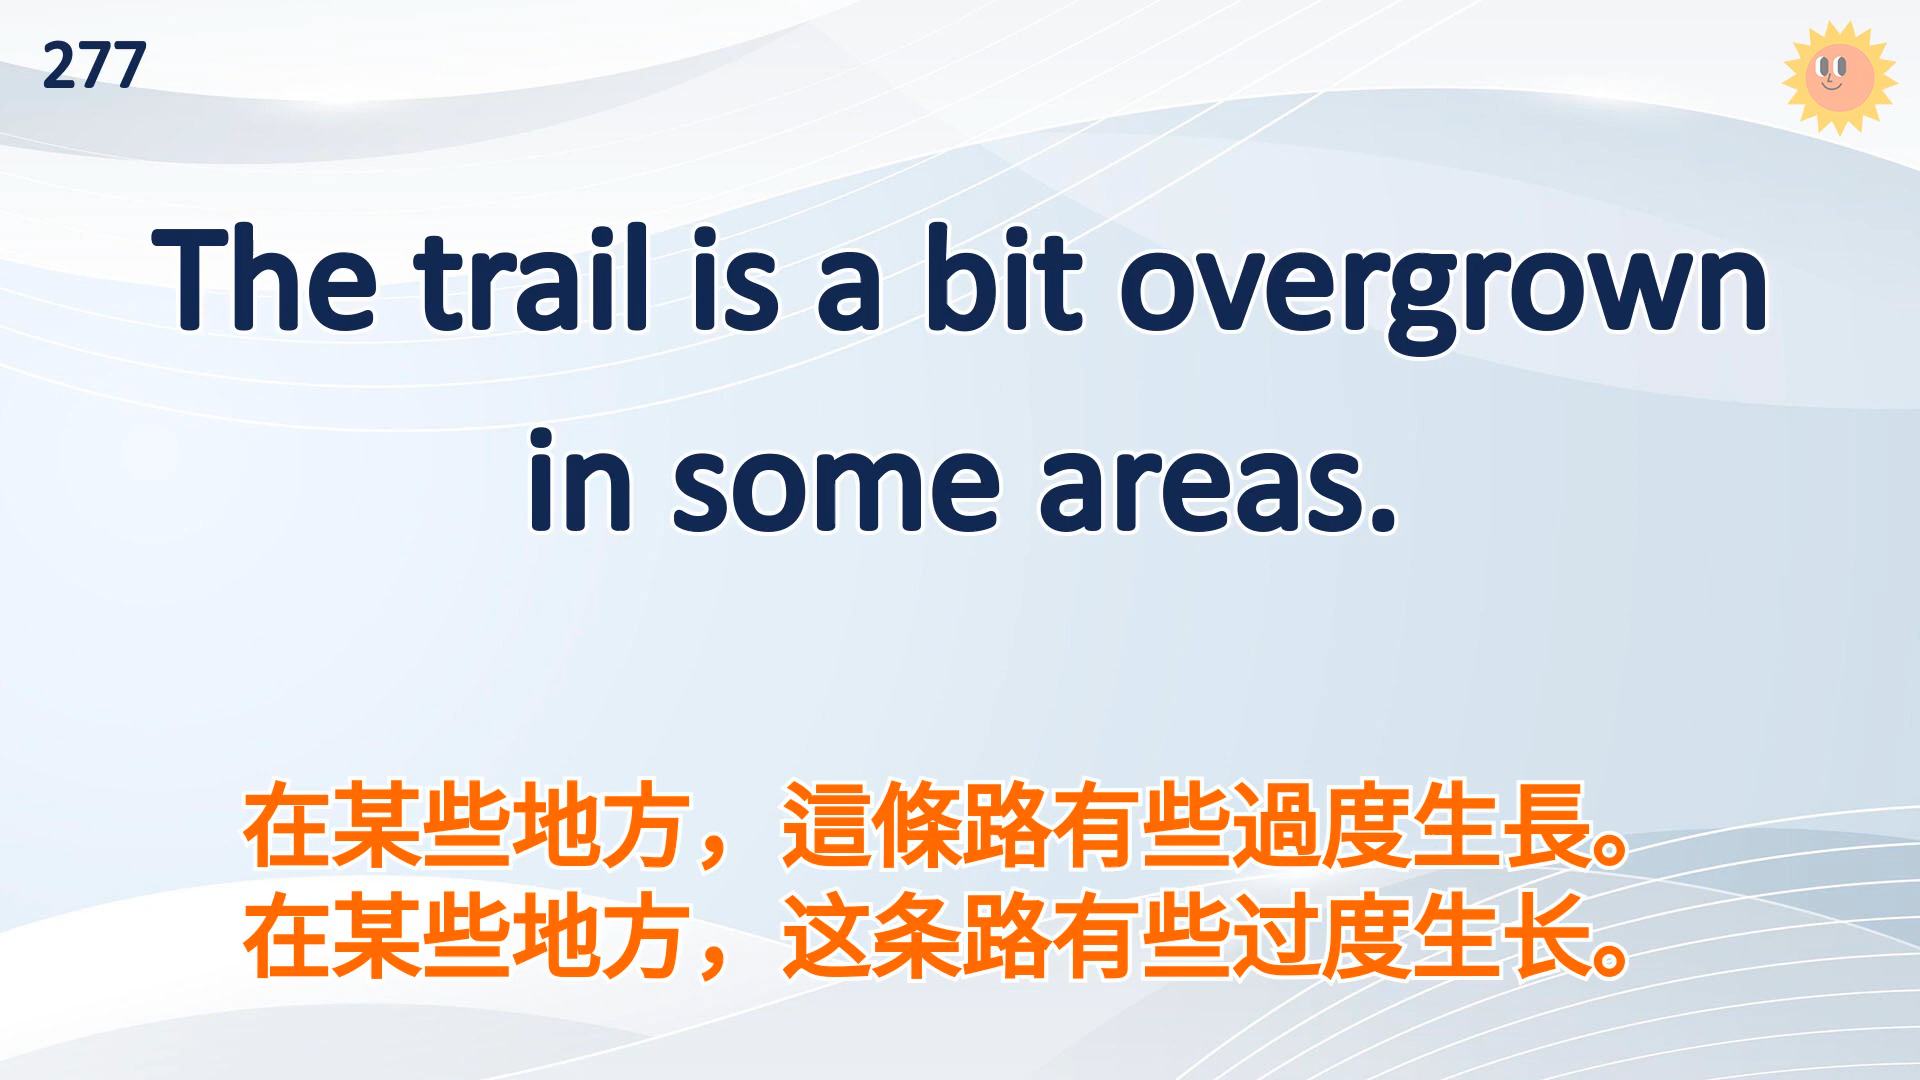 277
The trail is a bit overgrown
in some areas.
在某些地方，這條路有些過度生長。
在某些地方，这条路有些过度生长。